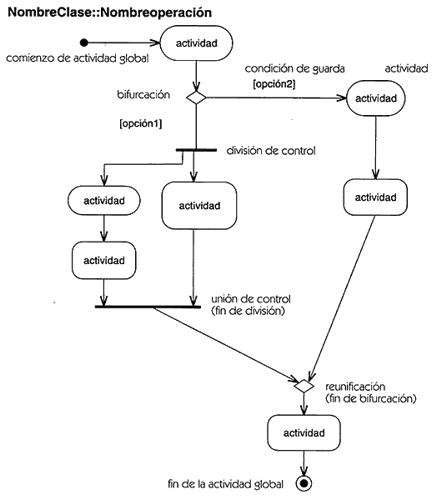 NombreClase::Nombreoperación
actividad
comienzo de actividad global
condición de guarda
actividad
bifurcación
[opción2]
actividad
[opción1]
división de control
actividad
actividad
actividad
actividad
unión de control
(fin de división)
reunificación
(fin de bifurcación)
actividad
fin de la actividad global